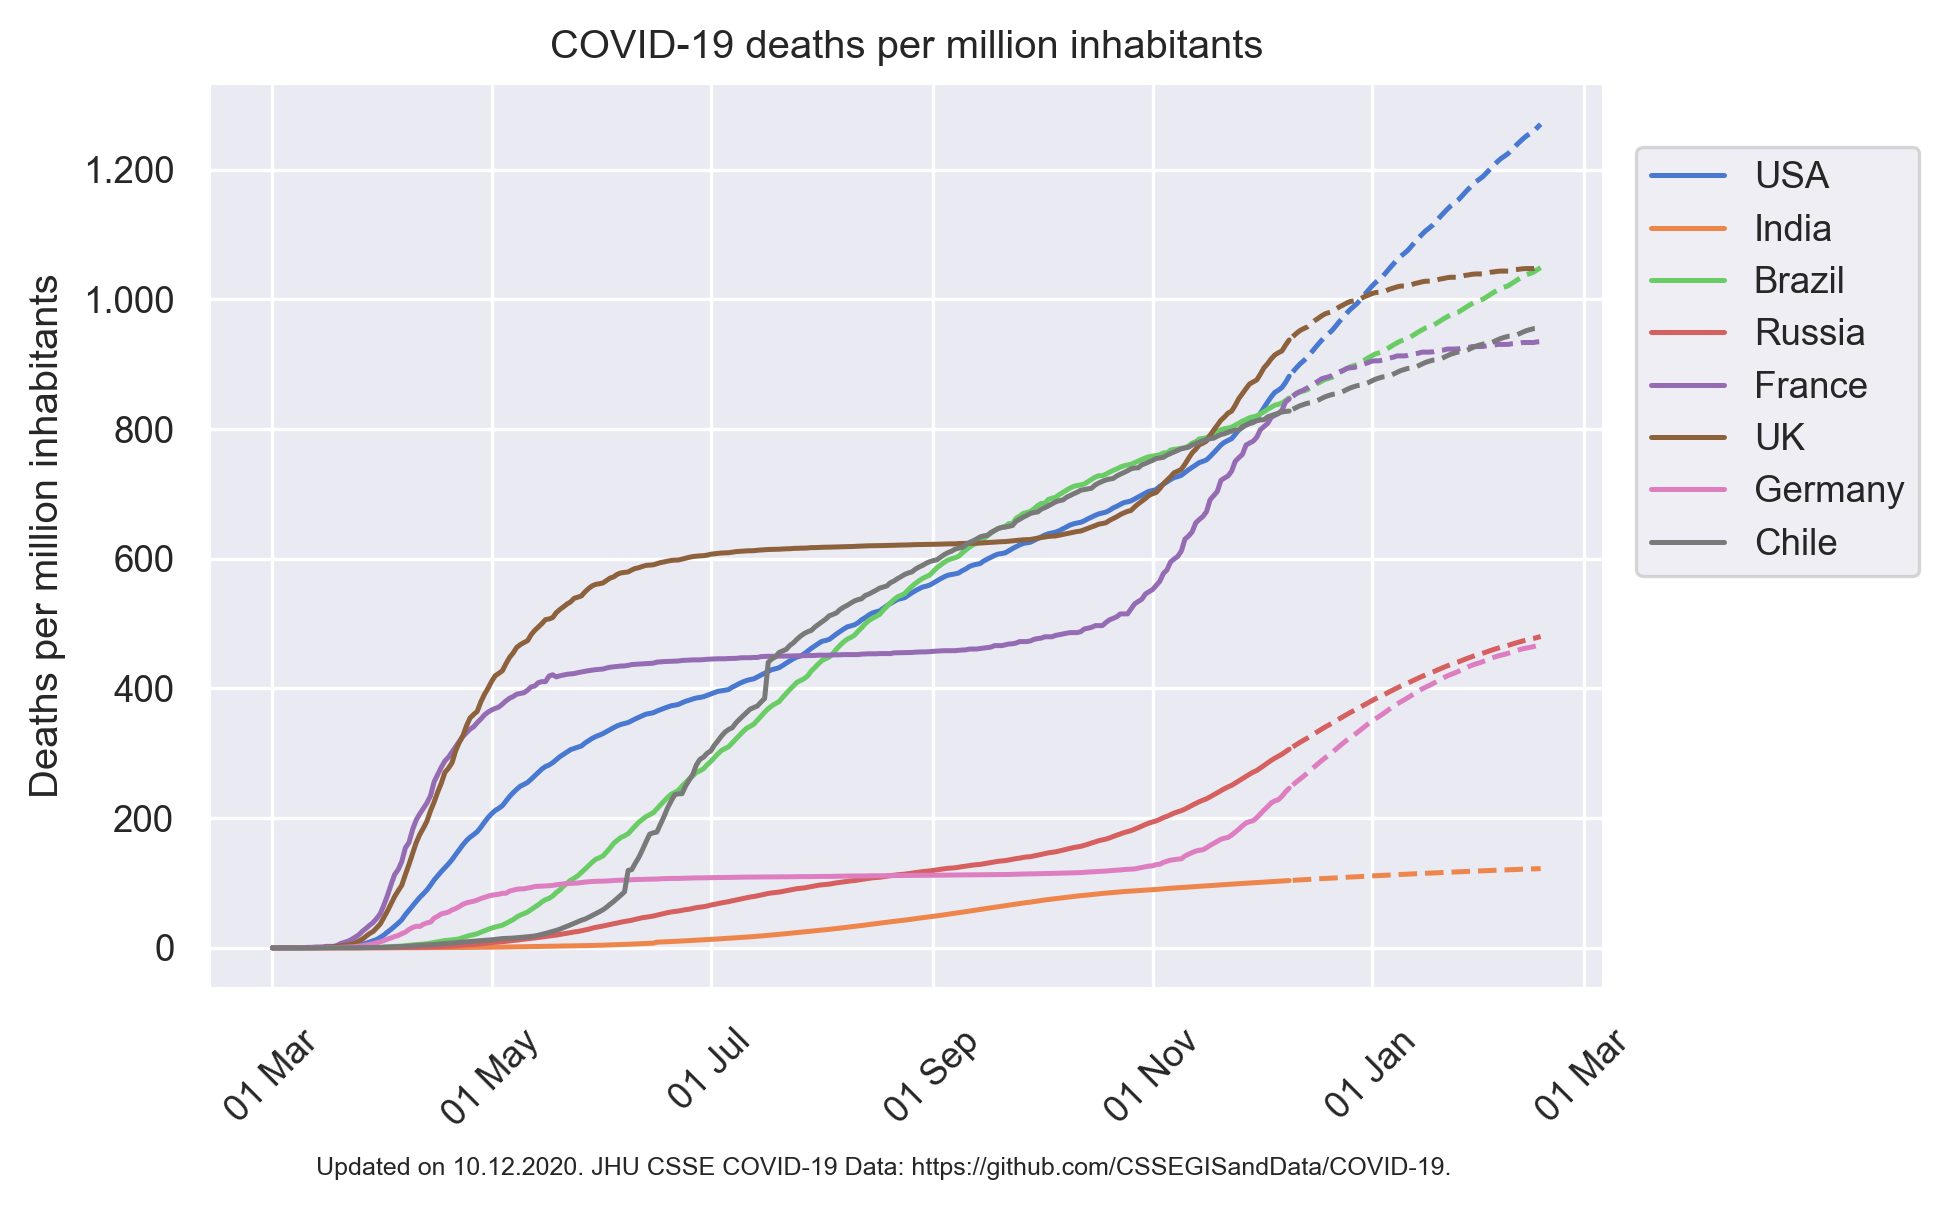 COVID-19 deaths per million inhabitants
Deaths per million inhabitants
1.200
1.000
800
600
400
200
0
01 Mar
01 May
01 Jul
01 Sep
01 Nov
01 Jan
01 Mar
USA
India
Brazil
Russia
France
UK
Germany
Chile
Updated on 10.12.2020. JHU CSSE COVID-19 Data: https://github.com/CSSEGISandData/COVID-19.